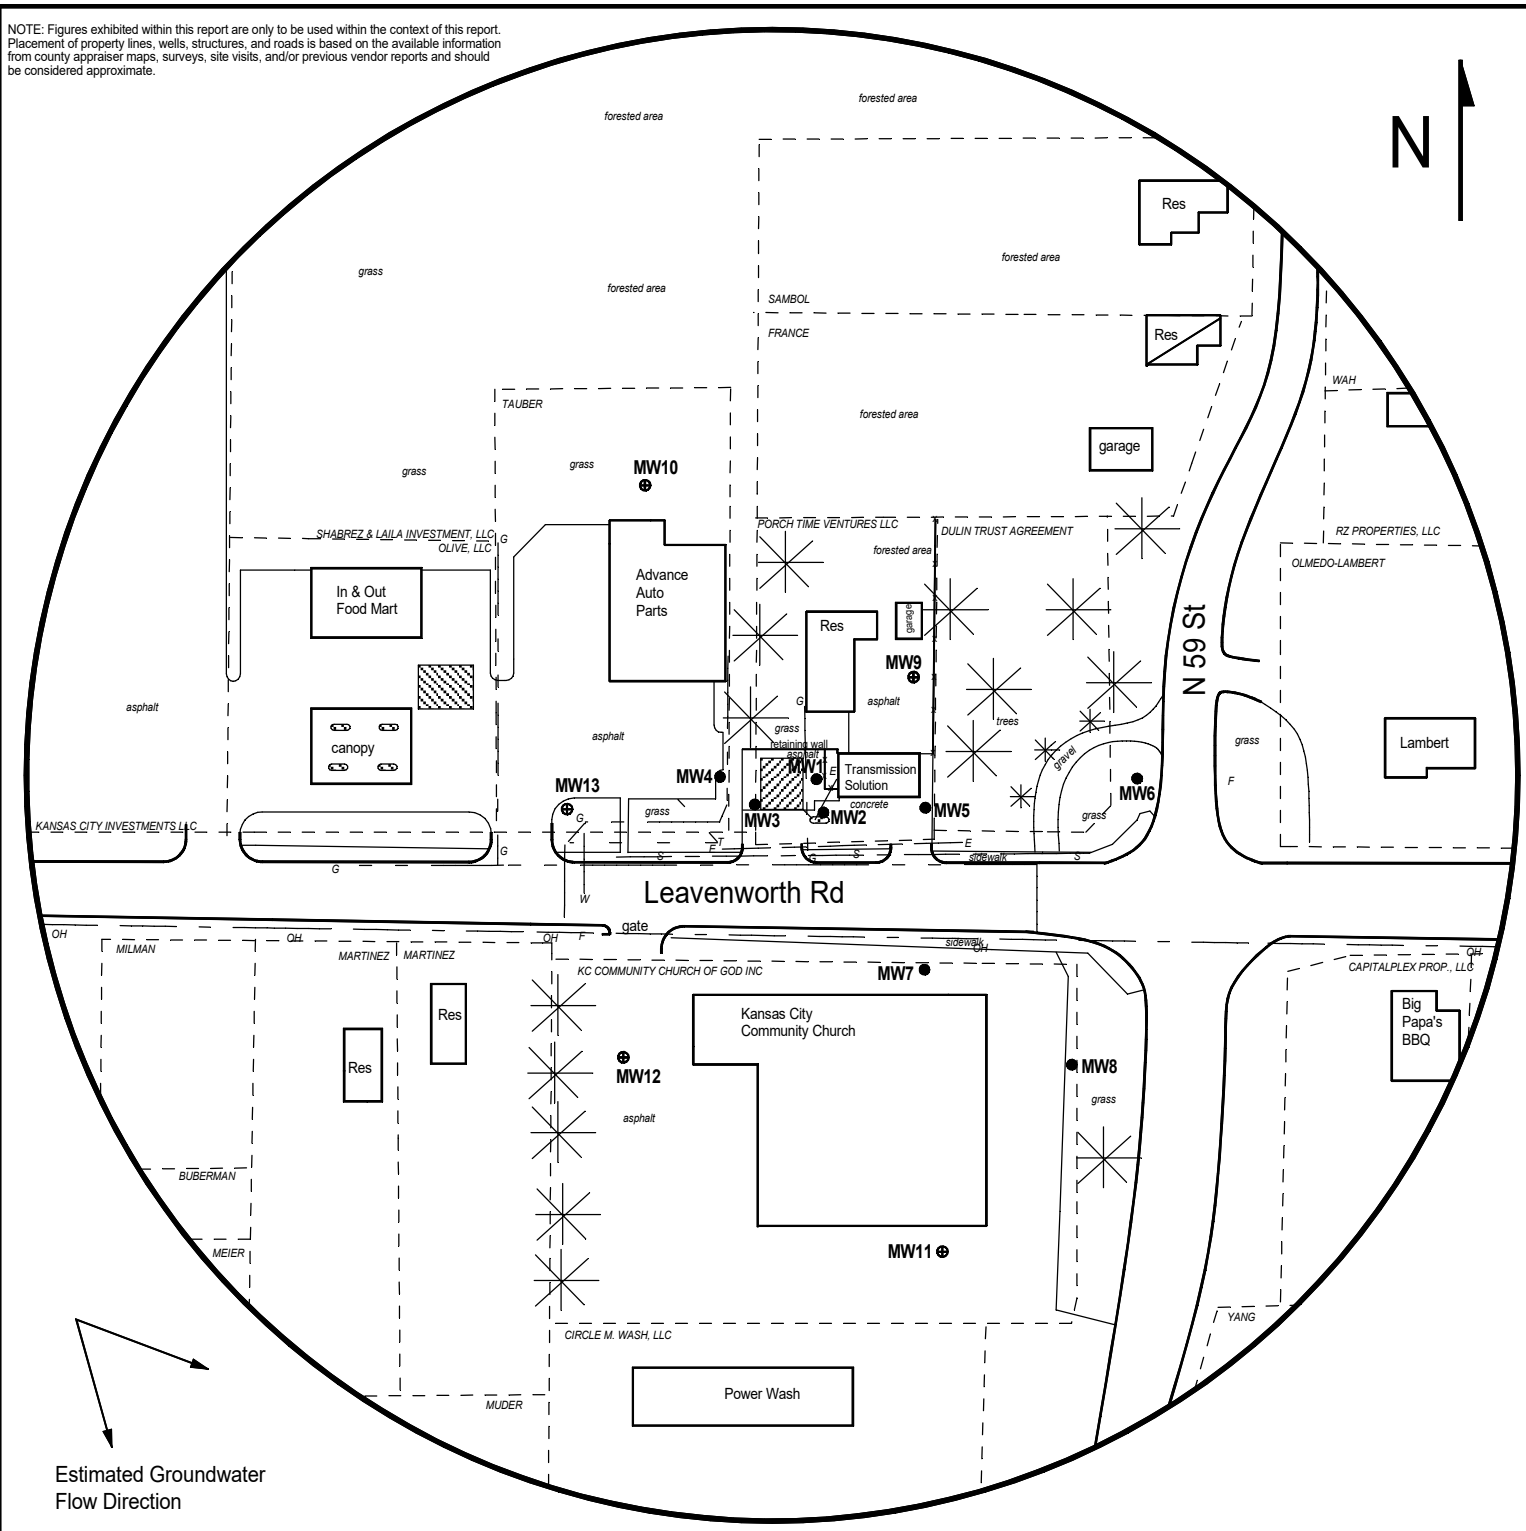 NOTE: Figures exhibited within this report are only to be used within the context of this report.
Placement of property lines, wells, structures, and roads is based on the available information
from county appraiser maps, surveys, site visits, and/or previous vendor reports and should
be considered approximate.
N
forested area
forested area
Res
grass
forested area
forested area
SAMBOL
FRANCE
Res
WAH
TAUBER
forested area
garage
grass
grass
MW10
SHABREZ & LAILA INVESTMENT, LLC
G
OLIVE, LLC
PORCH TIME VENTURES LLC
DULIN TRUST AGREEMENT
RZ PROPERTIES, LLC
forested area
OLMEDO-LAMBERT
In & Out
Food Mart
Advance
Auto
Parts
Res
garage
N 59 St
MW9
asphalt
G
asphalt
grass
trees
asphalt
canopy
retaining wall
asphalt
gravel
grass
Lambert
MW4
MW1
E
Transmission
Solution
F
MW13
MW6
grass
concrete
G
MW3
MW2
MW5
grass
KANSAS CITY INVESTMENTS LLC
T
E
E
G
S
G
S
sidewalk
S
G
W
Leavenworth Rd
gate
OH
OH
OH
F
sidewalk
OH
OH
MILMAN
MARTINEZ
MARTINEZ
KC COMMUNITY CHURCH OF GOD INC
MW7
CAPITALPLEX PROP., LLC
Res
Kansas City
Community Church
Big
Papa's
BBQ
Res
MW12
MW8
asphalt
grass
BUBERMAN
MEIER
MW11
YANG
CIRCLE M. WASH, LLC
Power Wash
MUDER
Estimated Groundwater
Flow Direction